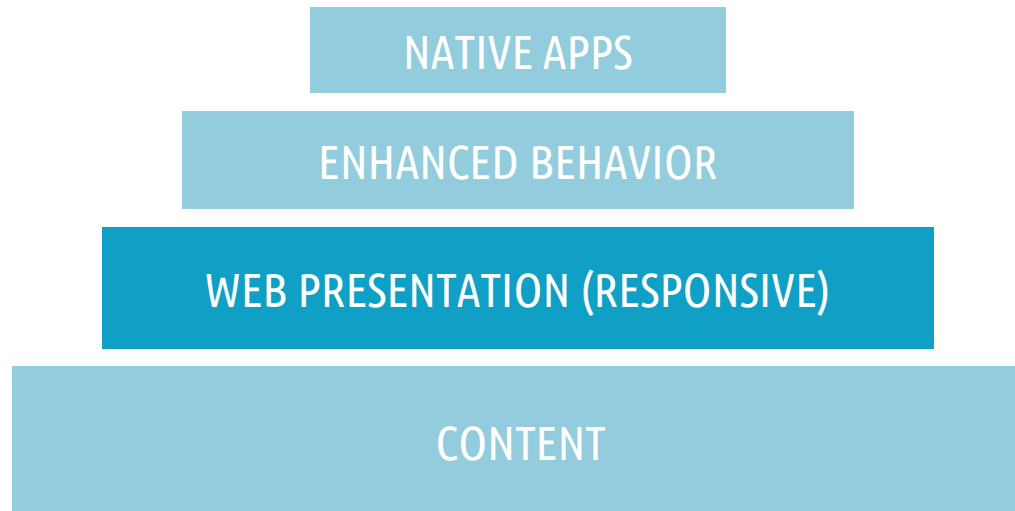 NATIVE APPS
ENHANCED BEHAVIOR
WEB PRESENTATION (RESPONSIVE)
CONTENT